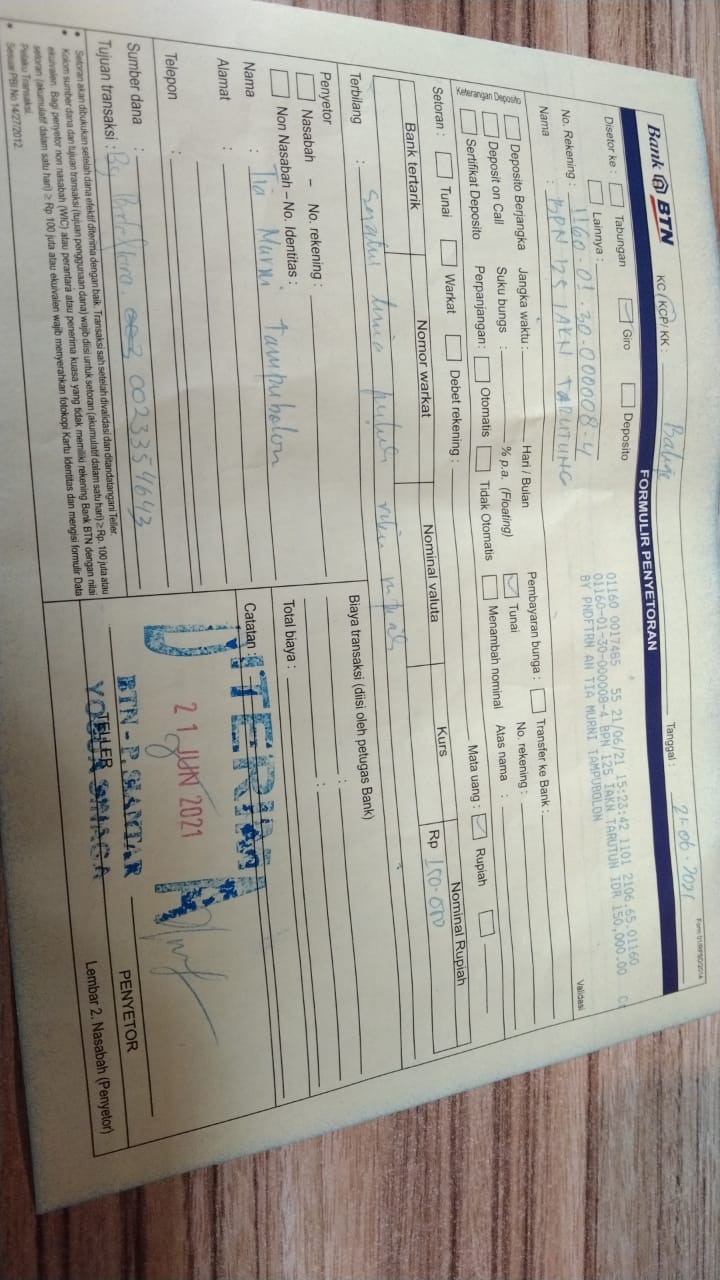 Bank BTN
KC / KCP / KK : Balige
Tanggal : 21-06-2021
Form 01/RPSD/2014
FORMULIR PENYETORAN
Disetor ke : Tabungan Giro Deposito
Lainnya :
01160 0017485 55 21/06/21 15:23:42 1101 2106.65.01160
01160-01-30-000008-4 BPN 125 IAKN TARUTUN IDR 150,000.00
BY PNDFTRN AN TIA MURNI TAMPUBOLON
Validasi
No. Rekening : 1160-01.30-000008-4
Nama : BPN 125 IAKN TARUTUNG
Keterangan Deposito
Deposito Berjangka Jangka waktu : Hari / Bulan Pembayaran bunga : Transfer ke Bank :
Deposit on Call Suku bunga : % p.a. (Floating) Tunai No. rekening :
Sertifikat Deposito Perpanjangan : Otomatis Tidak Otomatis Menambah nominal Atas nama :
Setoran : Tunai Warkat Debet rekening : Mata uang : Rupiah
Bank tertarik Nomor warkat Nominal valuta Kurs Nominal Rupiah
Rp 150.000
Terbilang : Seratus lima puluh ribu rupiah
Penyetor
Nasabah – No. rekening :
Non Nasabah – No. Identitas :
Nama : Tia Murni Tampubolon
Alamat :
Telepon :
Sumber dana :
Tujuan transaksi : 0023354643
Biaya transaksi (diisi oleh petugas Bank)
Total biaya :
Catatan :
DITERIMA
21 JUN 2021
BTN - P. SIANTAR
TELLER
PENYETOR
Setoran akan dibukukan setelah dana efektif diterima dengan baik. Transaksi sah setelah divalidasi dan ditandatangani Teller.
Kolom sumber dana dan tujuan transaksi (tujuan penggunaan dana) wajib diisi untuk setoran (akumulatif dalam satu hari) ≥ Rp. 100 juta atau
ekuivalen. Bagi penyetor non nasabah (WIC) atau perantara atau penerima kuasa yang tidak memiliki rekening Bank BTN dengan nilai
setoran (akumulatif dalam satu hari) ≥ Rp 100 juta atau ekuivalen wajib menyerahkan fotokopi Kartu Identitas dan mengisi formulir Data
Pelaku Transaksi.
Sesuai PBI No 14/27/2012.
Lembar 2. Nasabah (Penyetor)